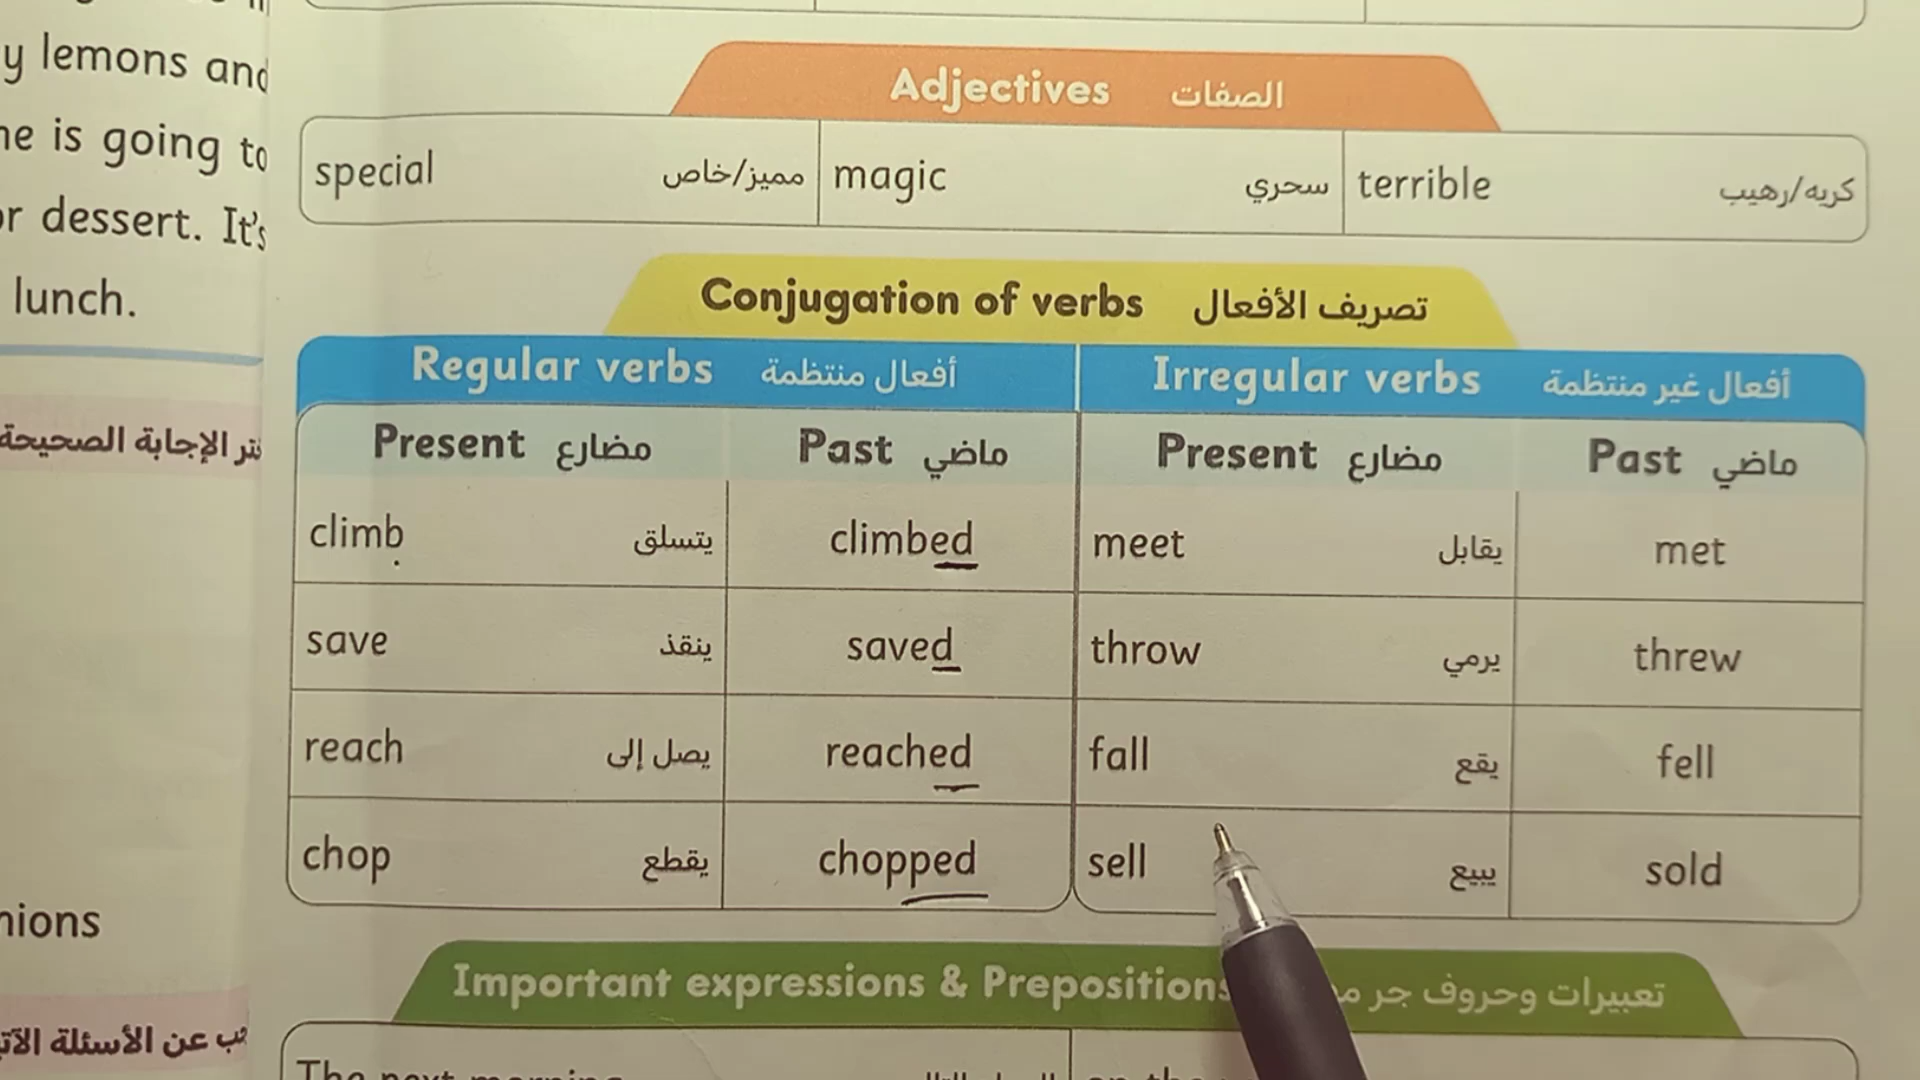 y lemons and
is going to
dessert. It's
lunch.
الإجابة الصحيحة
عن الأسئلة
Adjectives الصفات
special مميز/خاص magic سحري terrible كريه/رهيب
Conjugation of verbs تصريف الأفعال
Regular verbs أفعال منتظمة Irregular verbs أفعال غير منتظمة
Present مضارع Past ماضي Present مضارع Past ماضي
climb يتسلق climbed meet يقابل met
save ينقذ saved throw يرمي threw
reach يصل إلى reached fall يقع fell
chop يقطع chopped sell يبيع sold
Important expressions & Prepositions تعبيرات وحروف جر
The next morning